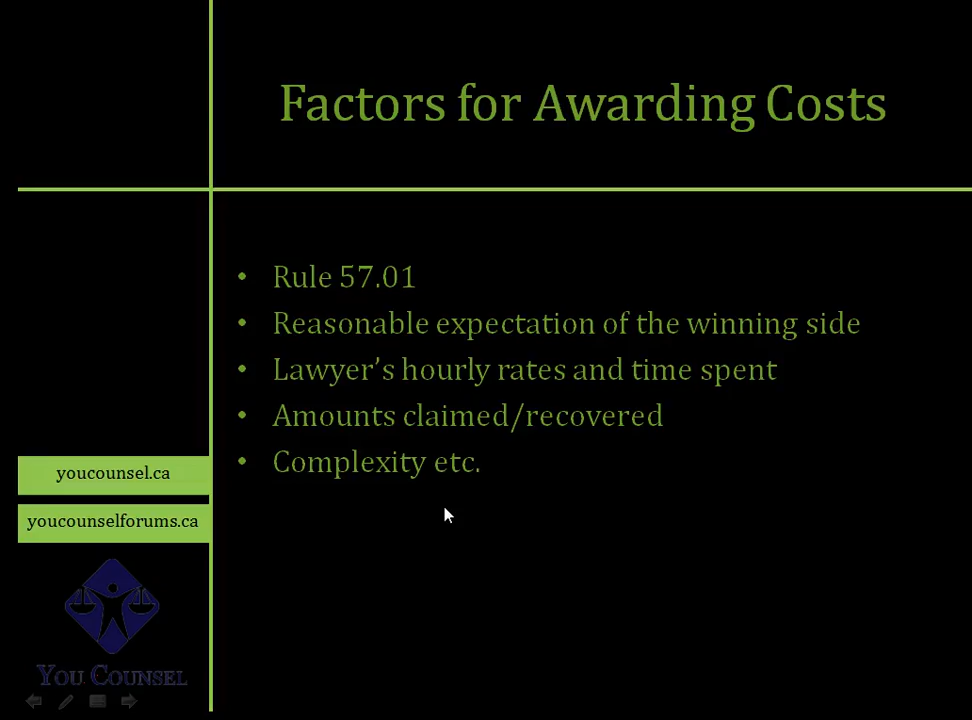 Factors for Awarding Costs
• Rule 57.01
• Reasonable expectation of the winning side
• Lawyer’s hourly rates and time spent
• Amounts claimed/recovered
• Complexity etc.
youcounsel.ca
youcounselforums.ca
YOU COUNSEL